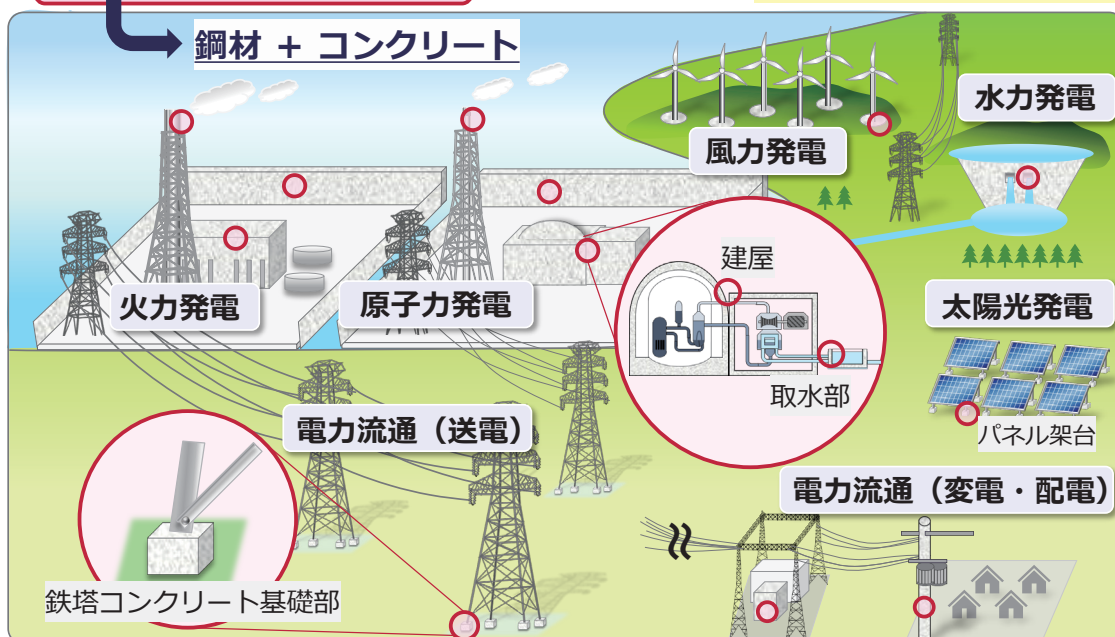 鋼材 + コンクリート
水力発電
風力発電
建屋
火力発電
原子力発電
太陽光発電
取水部
電力流通（送電）
パネル架台
電力流通（変電・配電）
鉄塔コンクリート基礎部